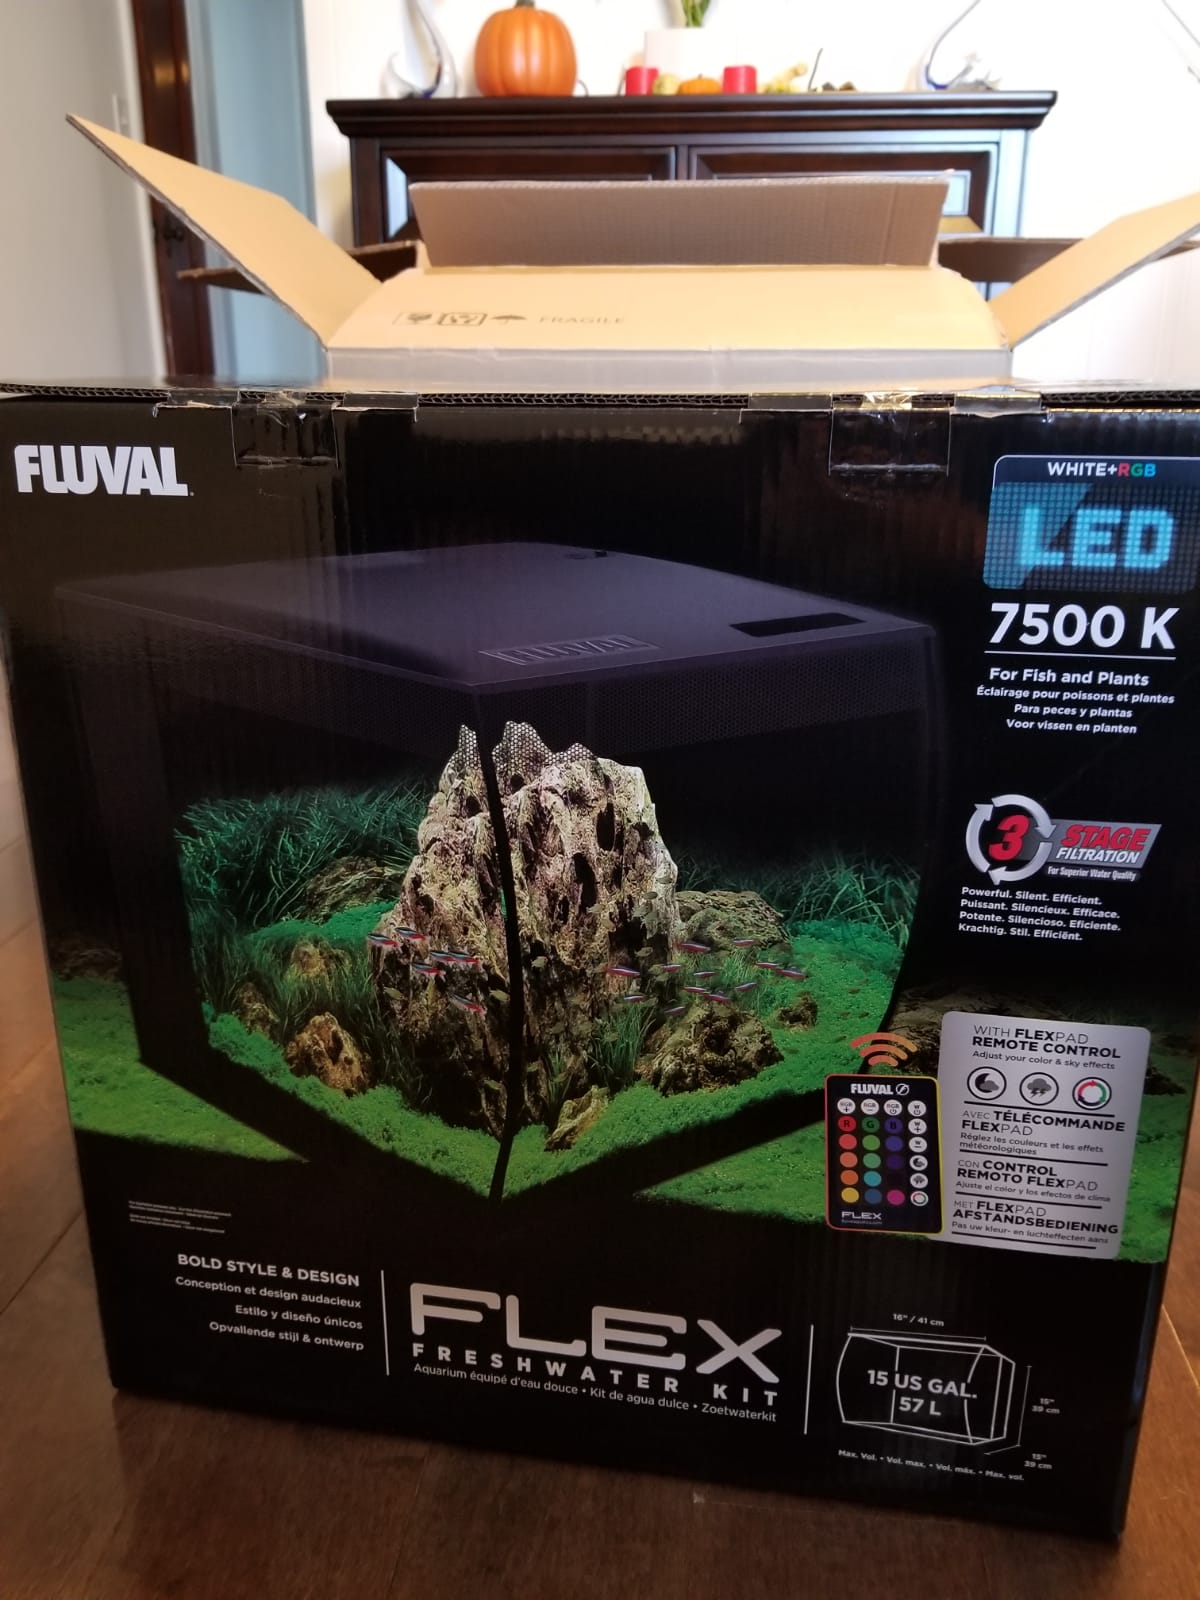 FRAGILE
FLUVAL
WHITE+RGB
LED
7500 K
For Fish and Plants
Éclairage pour poissons et plantes
Para peces y plantas
Voor vissen en planten
FLUVAL
3 STAGE
FILTRATION
For Superior Water Quality
Powerful. Silent. Efficient.
Puissant. Silencieux. Efficace.
Potente. Silencioso. Eficiente.
Krachtig. Stil. Efficiënt.
WITH FLEXPAD
REMOTE CONTROL
Adjust your color & sky effects
AVEC TÉLÉCOMMANDE
FLEXPAD
Réglez les couleurs et les effets
météorologiques
CON CONTROL
REMOTO FLEXPAD
Ajuste el color y los efectos de clima
MET FLEXPAD
AFSTANDSBEDIENING
Pas uw kleur- en luchteffecten aan
FLUVAL
RGB + RGB - RGB W
R G B W +
W -
FLEX
BOLD STYLE & DESIGN
Conception et design audacieux
Estilo y diseño únicos
Opvallende stijl & ontwerp
FLEX
FRESHWATER KIT
Aquarium équipé d'eau douce • Kit de agua dulce • Zoetwaterkit
16" / 41 cm
15 US GAL.
57 L
15"
39 cm
15"
39 cm
Max. Vol. • Vol. max. • Vol. máx. • Max. vol.